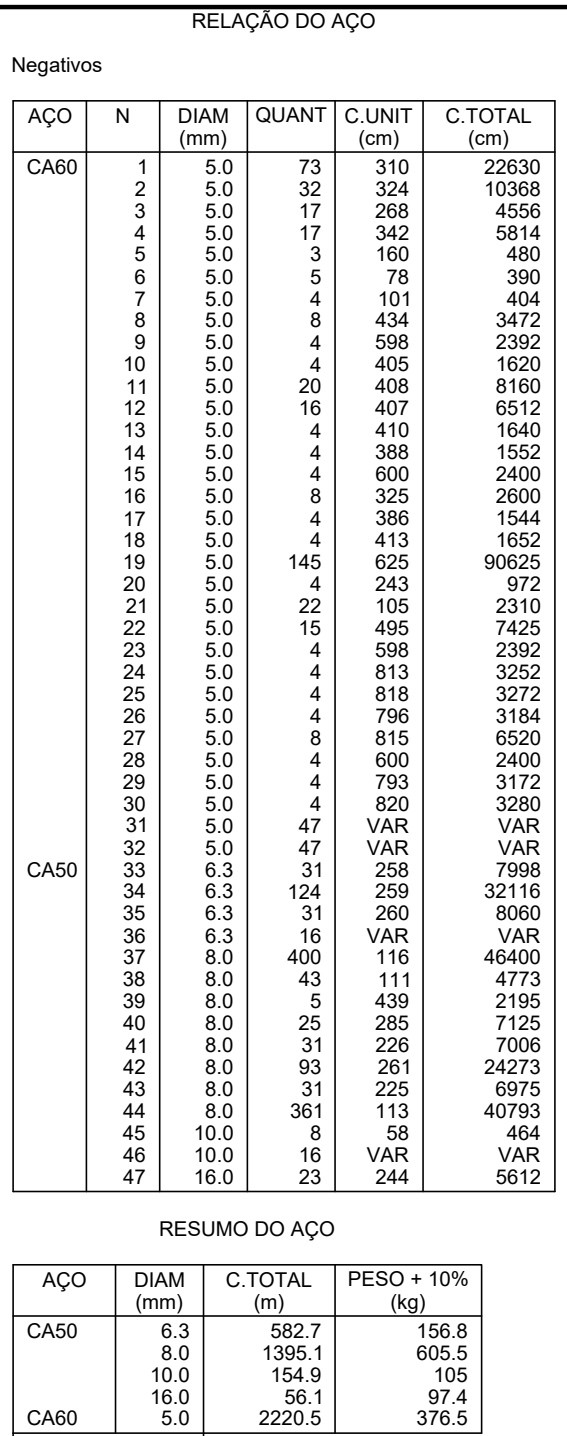 RELAÇÃO DO AÇO
Negativos
AÇO N DIAM QUANT C.UNIT C.TOTAL
(mm) (cm) (cm)
CA60 1 5.0 73 310 22630
2 5.0 32 324 10368
3 5.0 17 268 4556
4 5.0 17 342 5814
5 5.0 3 160 480
6 5.0 5 78 390
7 5.0 4 101 404
8 5.0 8 434 3472
9 5.0 4 598 2392
10 5.0 4 405 1620
11 5.0 20 408 8160
12 5.0 16 407 6512
13 5.0 4 410 1640
14 5.0 4 388 1552
15 5.0 4 600 2400
16 5.0 8 325 2600
17 5.0 4 386 1544
18 5.0 4 413 1652
19 5.0 145 625 90625
20 5.0 4 243 972
21 5.0 22 105 2310
22 5.0 15 495 7425
23 5.0 4 598 2392
24 5.0 4 813 3252
25 5.0 4 818 3272
26 5.0 4 796 3184
27 5.0 8 815 6520
28 5.0 4 600 2400
29 5.0 4 793 3172
30 5.0 4 820 3280
31 5.0 47 VAR VAR
32 5.0 47 VAR VAR
CA50 33 6.3 31 258 7998
34 6.3 124 259 32116
35 6.3 31 260 8060
36 6.3 16 VAR VAR
37 8.0 400 116 46400
38 8.0 43 111 4773
39 8.0 5 439 2195
40 8.0 25 285 7125
41 8.0 31 226 7006
42 8.0 93 261 24273
43 8.0 31 225 6975
44 8.0 361 113 40793
45 10.0 8 58 464
46 10.0 16 VAR VAR
47 16.0 23 244 5612
RESUMO DO AÇO
AÇO DIAM C.TOTAL PESO + 10%
(mm) (m) (kg)
CA50 6.3 582.7 156.8
8.0 1395.1 605.5
10.0 154.9 105
16.0 56.1 97.4
CA60 5.0 2220.5 376.5